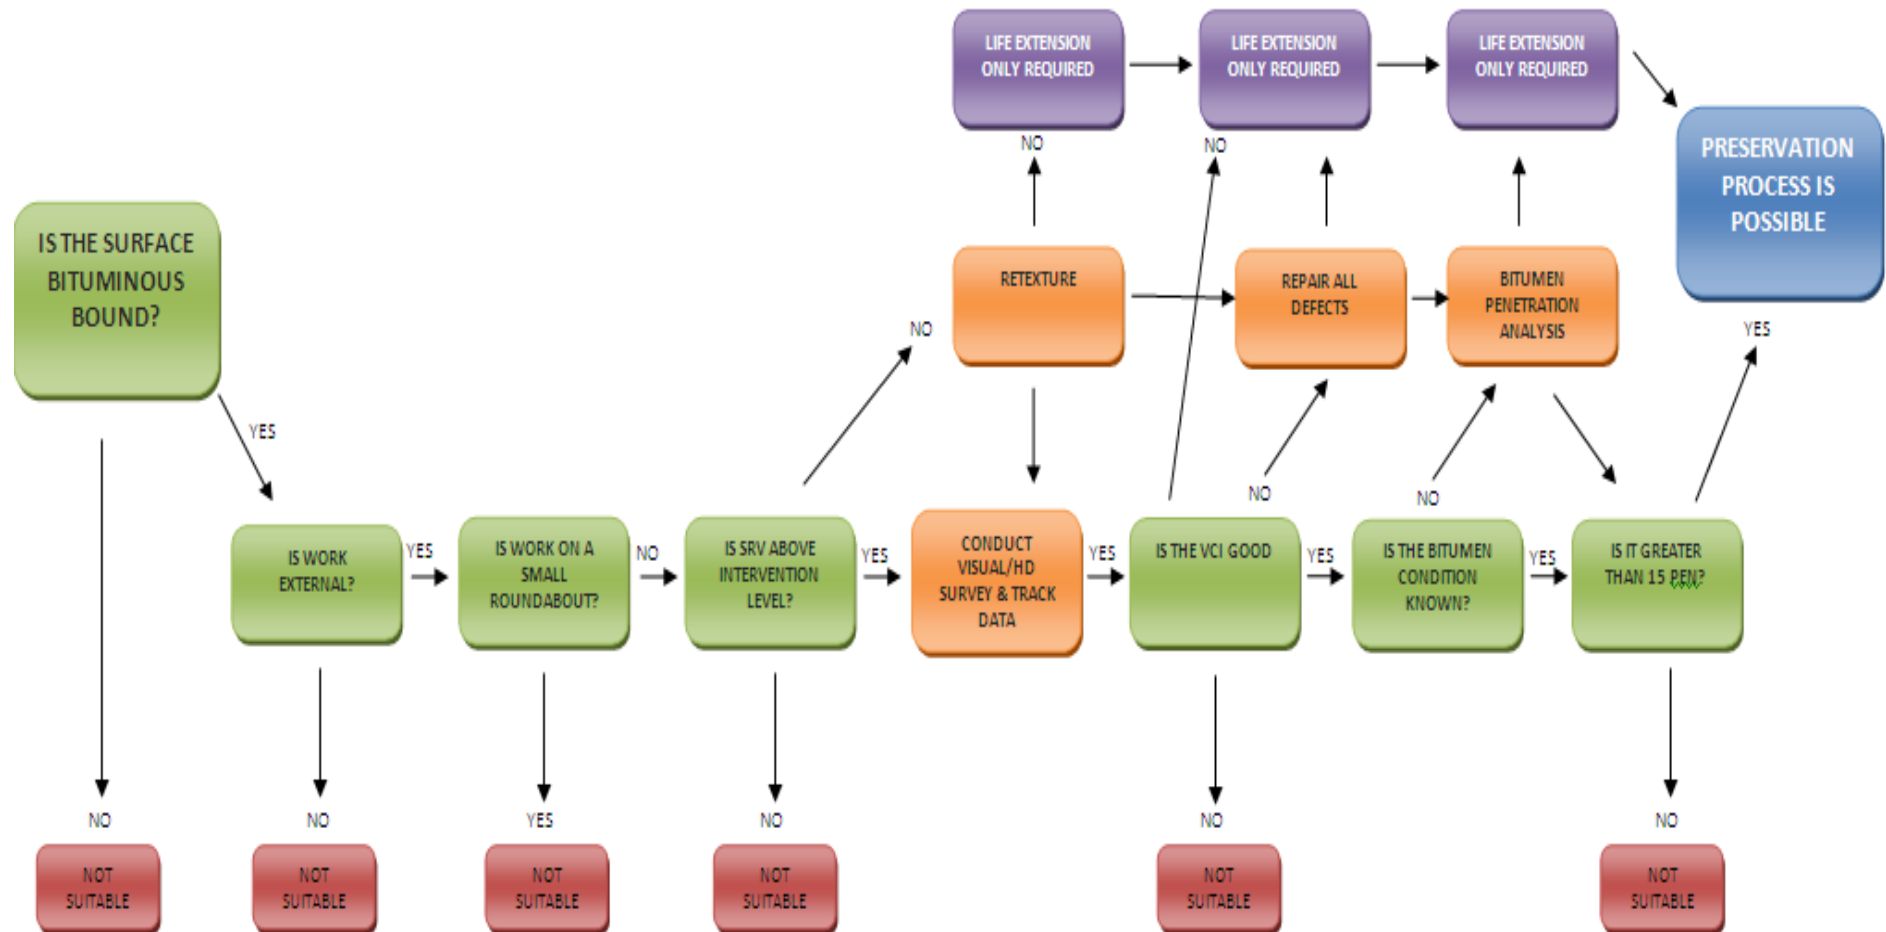 LIFE EXTENSION
ONLY REQUIRED
LIFE EXTENSION
ONLY REQUIRED
LIFE EXTENSION
ONLY REQUIRED
PRESERVATION
PROCESS IS
POSSIBLE
NO
NO
IS THE SURFACE
BITUMINOUS
BOUND?
RETEXTURE
REPAIR ALL
DEFECTS
BITUMEN
PENETRATION
ANALYSIS
NO
YES
YES
NO
NO
IS WORK
EXTERNAL?
YES
IS WORK ON A
SMALL
ROUNDABOUT?
NO
IS SRV ABOVE
INTERVENTION
LEVEL?
YES
CONDUCT
VISUAL/HD
SURVEY & TRACK
DATA
YES
IS THE VCI GOOD
YES
IS THE BITUMEN
CONDITION
KNOWN?
YES
IS IT GREATER
THAN 15 PEN?
NO
NO
YES
NO
NO
NO
NOT
SUITABLE
NOT
SUITABLE
NOT
SUITABLE
NOT
SUITABLE
NOT
SUITABLE
NOT
SUITABLE